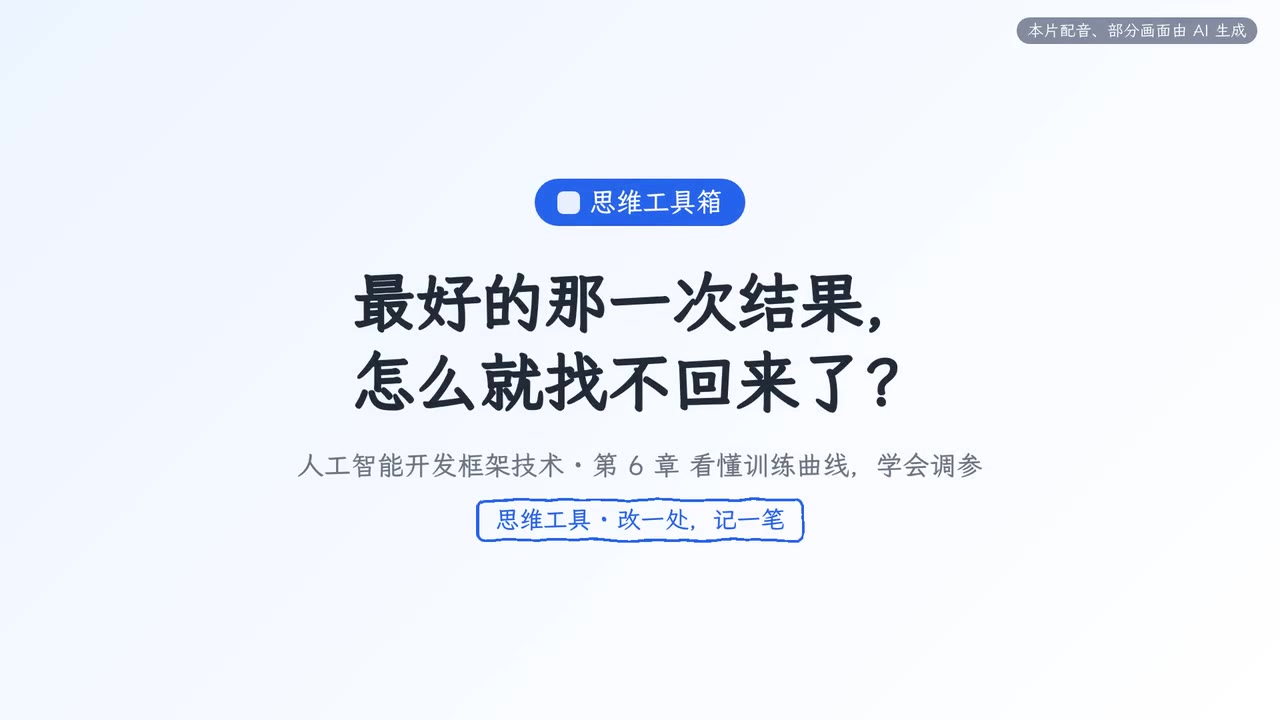 本片配音、部分画面由 AI 生成
思维工具箱
最好的那一次结果，
怎么就找不回来了？
人工智能开发框架技术·第 6 章 看懂训练曲线，学会调参
思维工具·改一处，记一笔